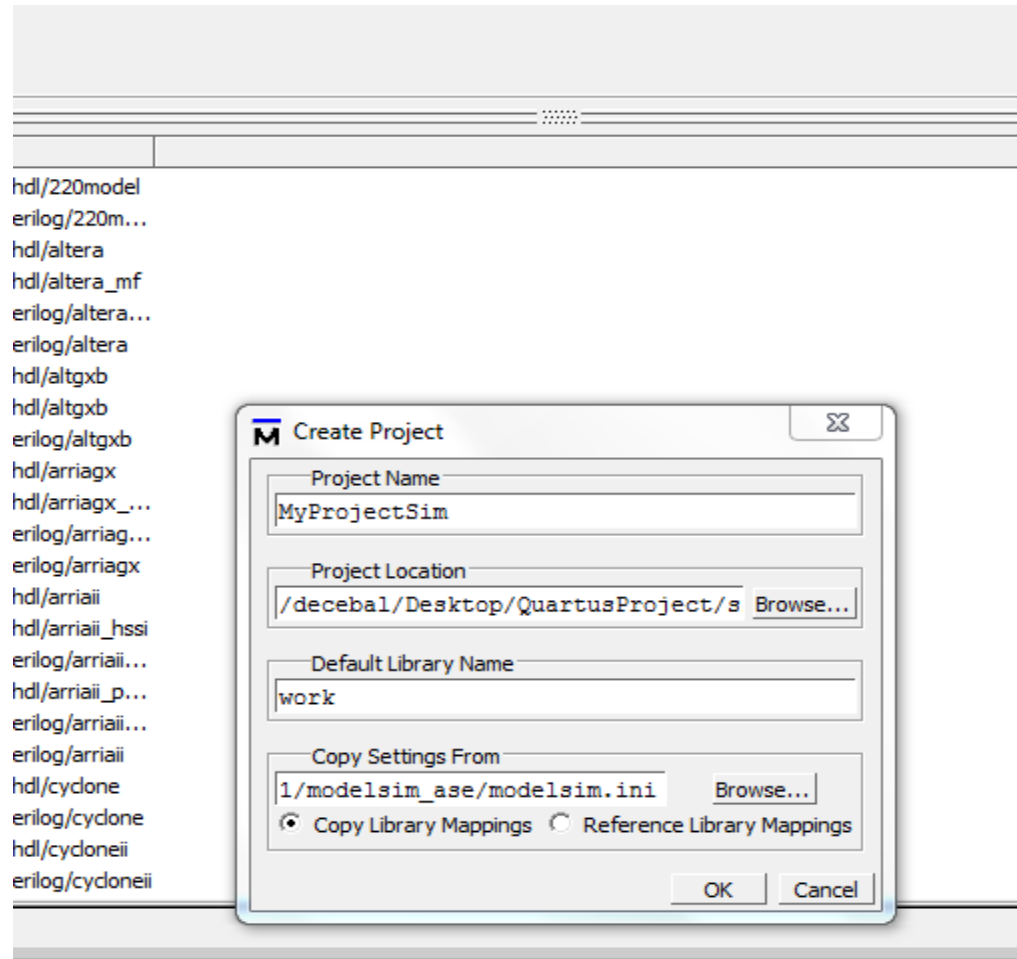 hdl/220model
erilog/220m...
hdl/altera
hdl/altera_mf
erilog/altera...
erilog/altera
hdl/altgxb
hdl/altgxb
erilog/altgxb
hdl/arriagx
hdl/arriagx_...
erilog/arriag...
erilog/arriagx
hdl/arriaii
hdl/arriaii_hssi
erilog/arriaii...
hdl/arriaii_p...
erilog/arriaii...
erilog/arriaii
hdl/cyclone
erilog/cyclone
hdl/cycloneii
erilog/cycloneii
M Create Project
Project Name
MyProjectSim
Project Location
/decebal/Desktop/QuartusProject/s Browse...
Default Library Name
work
Copy Settings From
1/modelsim_ase/modelsim.ini Browse...
Copy Library Mappings Reference Library Mappings
OK Cancel